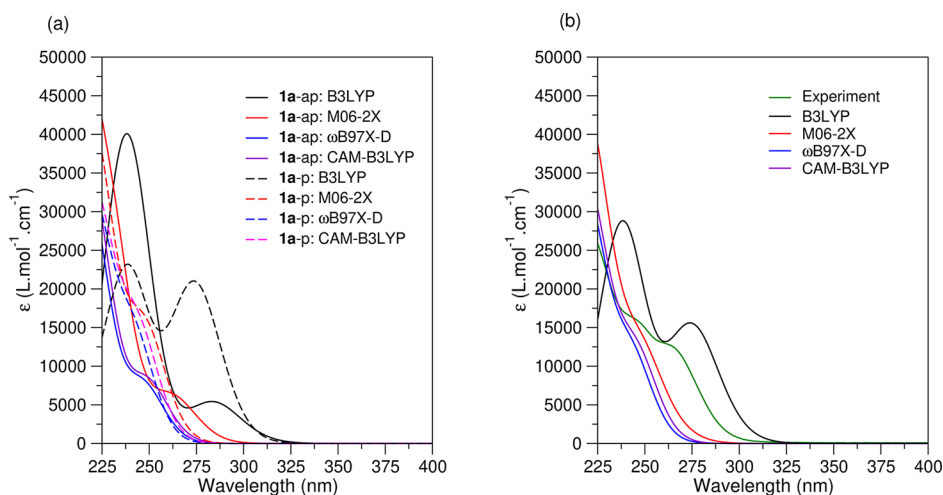 (a)
50000
45000
40000
35000
30000
25000
20000
15000
10000
5000
0
ε (L.mol⁻¹.cm⁻¹)
1a-ap: B3LYP
1a-ap: M06-2X
1a-ap: ωB97X-D
1a-ap: CAM-B3LYP
1a-p: B3LYP
1a-p: M06-2X
1a-p: ωB97X-D
1a-p: CAM-B3LYP
225 250 275 300 325 350 375 400
Wavelength (nm)
(b)
50000
45000
40000
35000
30000
25000
20000
15000
10000
5000
0
ε (L.mol⁻¹.cm⁻¹)
Experiment
B3LYP
M06-2X
ωB97X-D
CAM-B3LYP
225 250 275 300 325 350 375 400
Wavelength (nm)